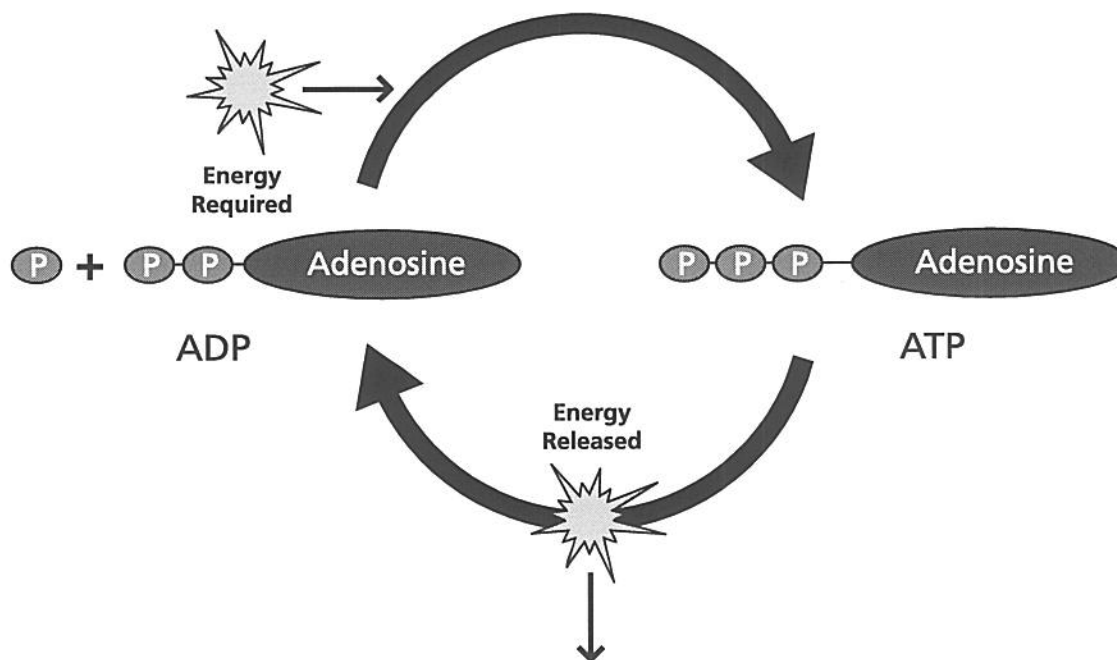 Energy
Required
P + P P Adenosine
P P P Adenosine
ADP
ATP
Energy
Released